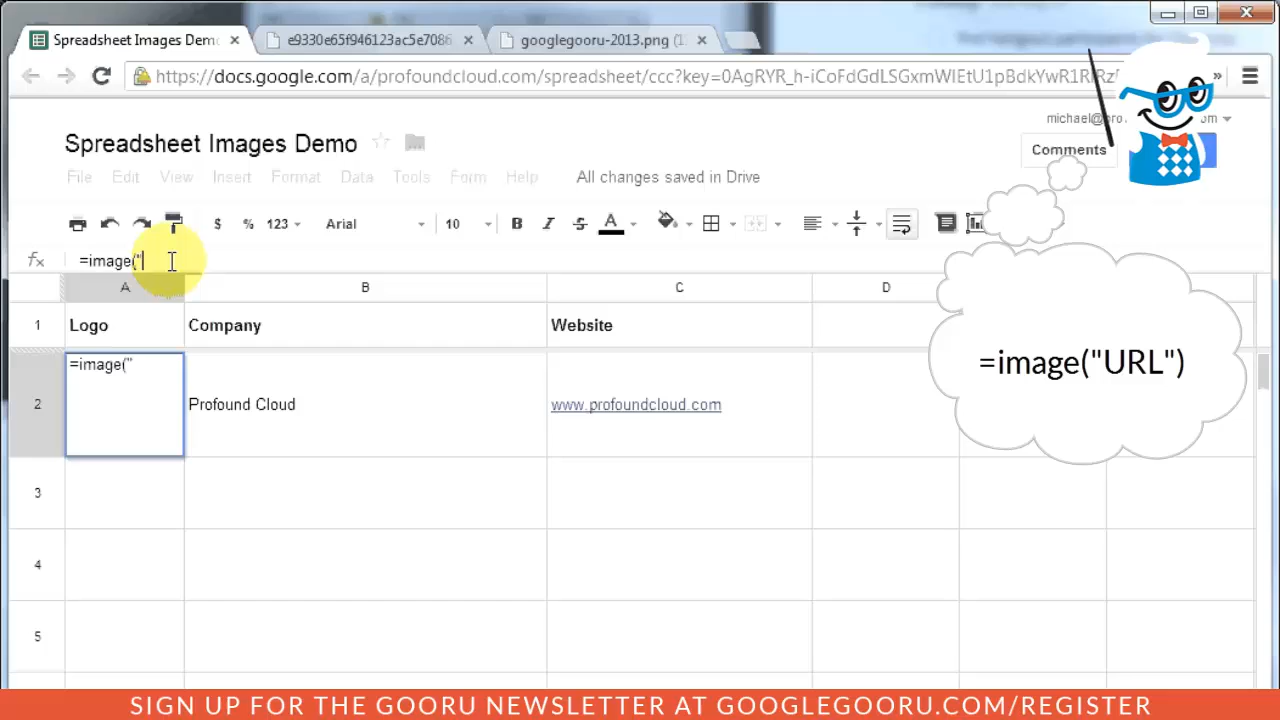 Spreadsheet Images Demo
e9330e65f946123ac5e7086
googlegooru-2013.png (1
https://docs.google.com/a/profoundcloud.com/spreadsheet/ccc?key=0AgRYR_h-iCoFdGdLSGxmWlEtU1pBdkYwR1R
michael@
Spreadsheet Images Demo
Comments
File Edit View Insert Format Data Tools Form Help All changes saved in Drive
$ % 123 Arial 10 B I S A
fx =image("
A B C D
1 Logo Company Website
=image("
=image("URL")
2 Profound Cloud www.profoundcloud.com
3
4
5
SIGN UP FOR THE GOORU NEWSLETTER AT GOOGLEGOORU.COM/REGISTER